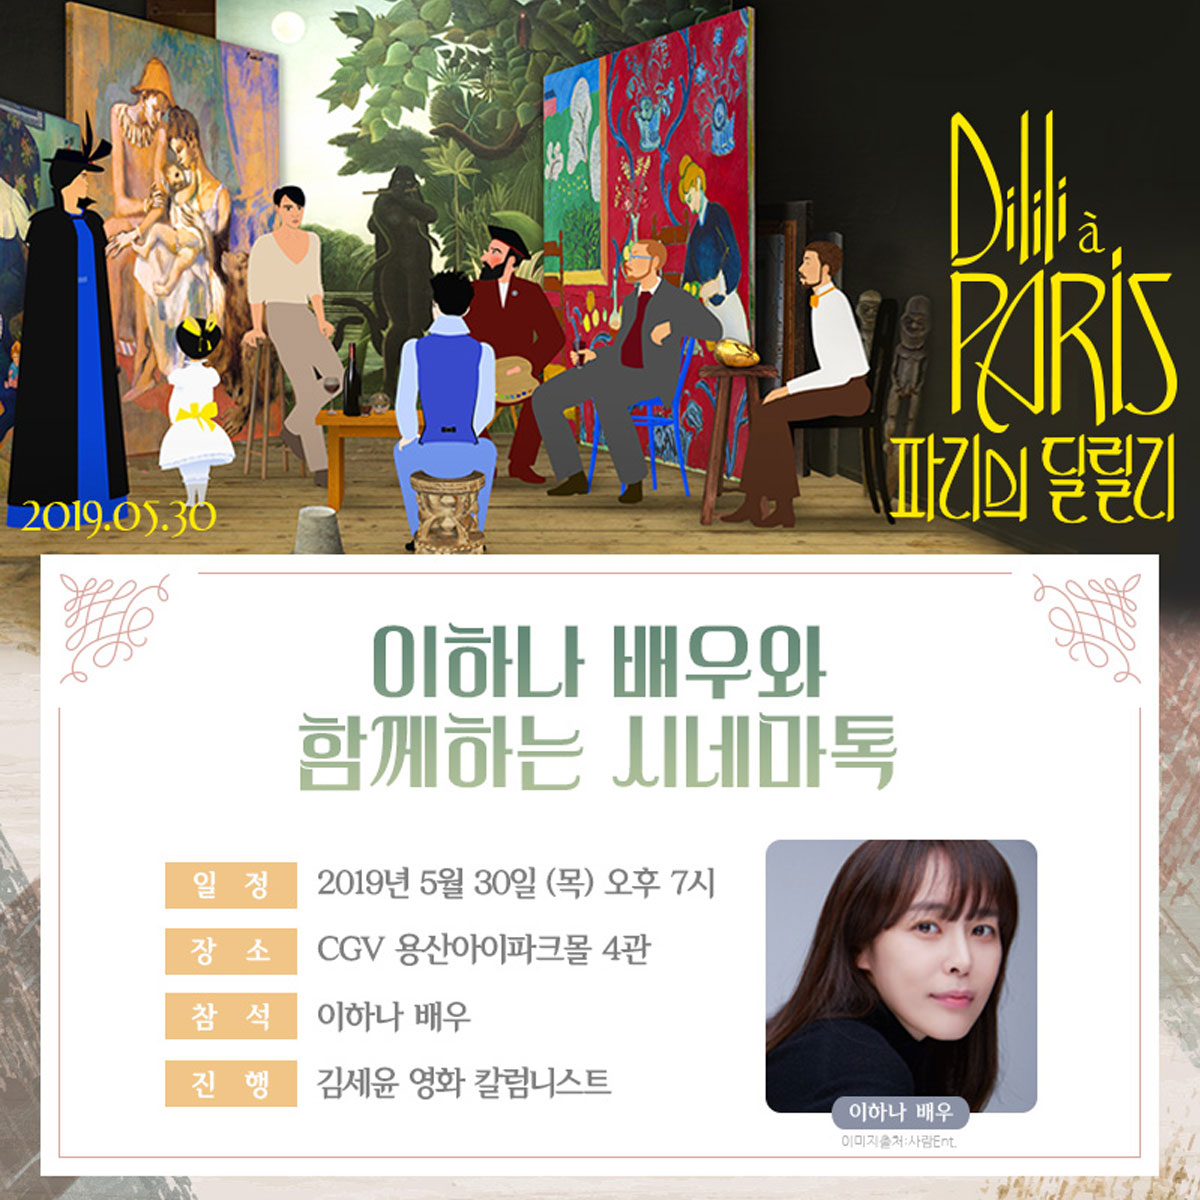 Dilili à
PARIS
파리의 딜릴리
2019.05.30
이하나 배우와
함께하는 시네마톡
일 정 2019년 5월 30일 (목) 오후 7시
장 소 CGV 용산아이파크몰 4관
참 석 이하나 배우
진 행 김세윤 영화 칼럼니스트
이하나 배우
이미지출처:사람Ent.